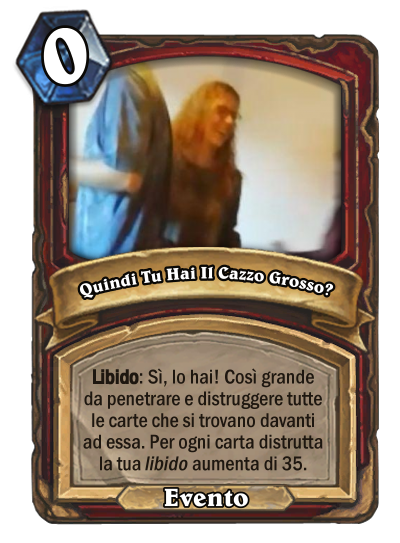 0
Quindi Tu Hai Il Cazzo Grosso?
Libido: Sì, lo hai! Così grande
da penetrare e distruggere tutte
le carte che si trovano davanti
ad essa. Per ogni carta distrutta
la tua libido aumenta di 35.
Evento